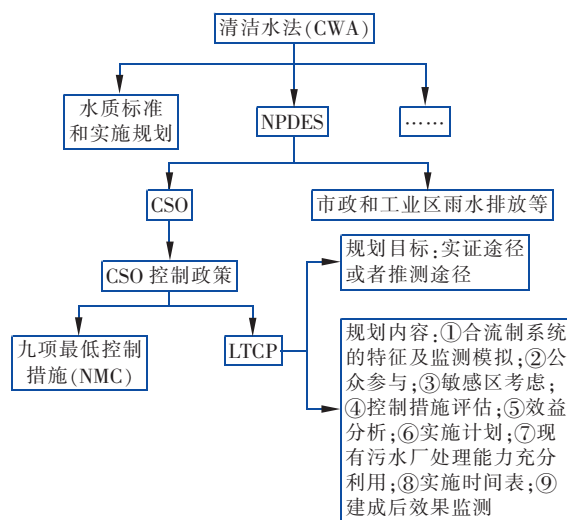 清洁水法(CWA)
水质标准
和实施规划
NPDES
……
CSO
市政和工业区雨水排放等
CSO 控制政策
规划目标:实证途径
或者推测途径
九项最低控制
措施(NMC)
LTCP
规划内容:①合流制系统
的特征及监测模拟;②公
众参与;③敏感区考虑;
④控制措施评估;⑤效益
分析;⑥实施计划;⑦现
有污水厂处理能力充分
利用;⑧实施时间表;⑨
建成后效果监测